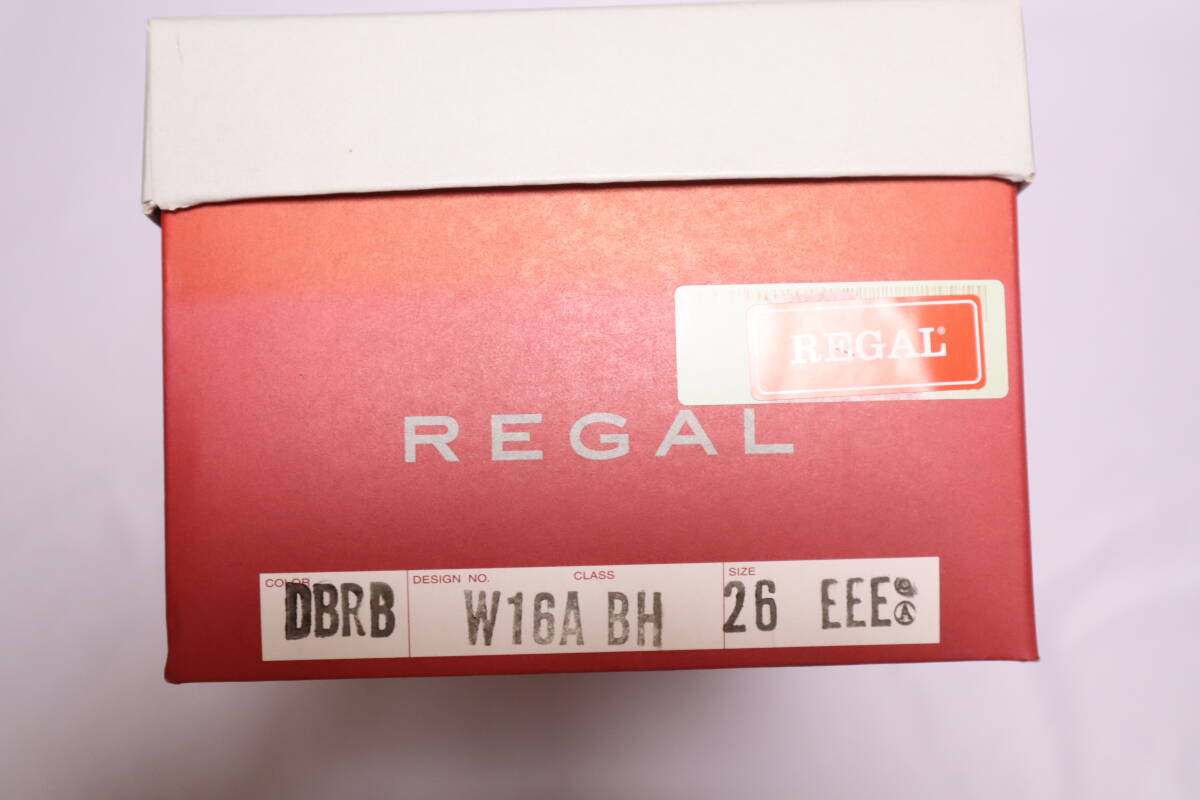 REGAL®
REGAL
COLOR DESIGN NO. CLASS SIZE
DBRB W16A BH 26 EEE Ⓐ